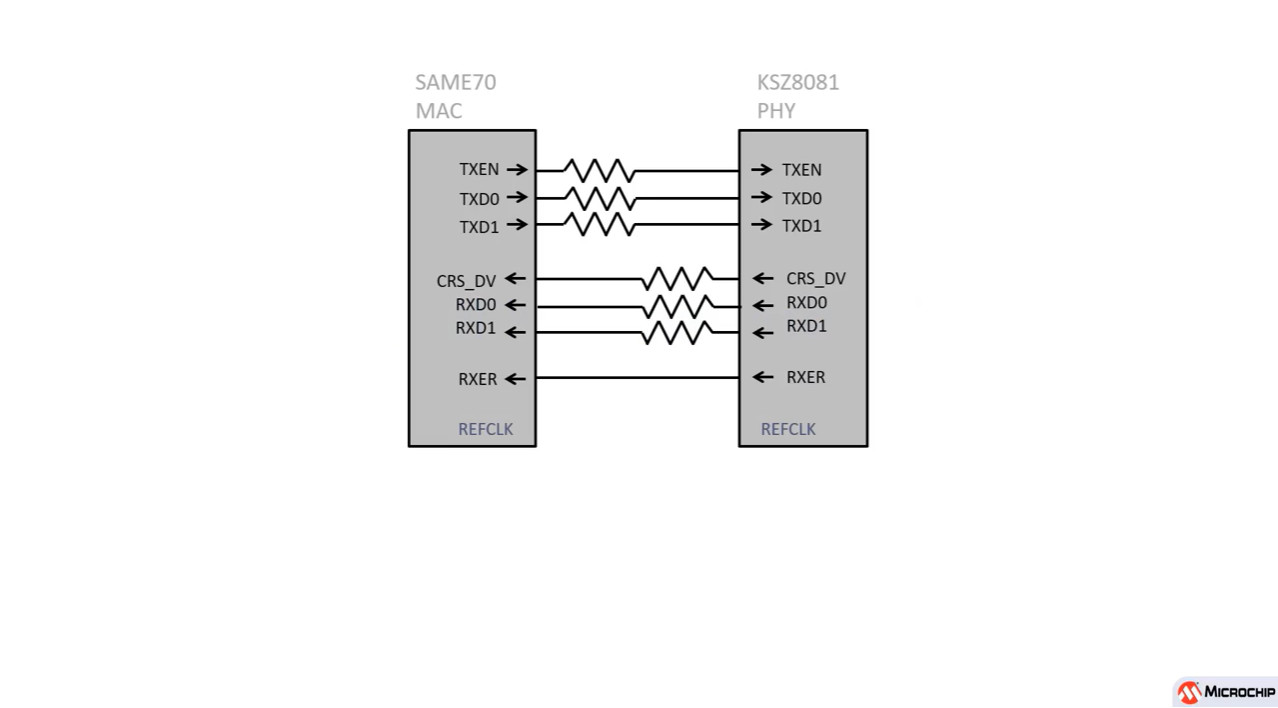 SAME70
MAC
KSZ8081
PHY
TXEN
TXD0
TXD1
CRS_DV
RXD0
RXD1
RXER
REFCLK
TXEN
TXD0
TXD1
CRS_DV
RXD0
RXD1
RXER
REFCLK
MICROCHIP